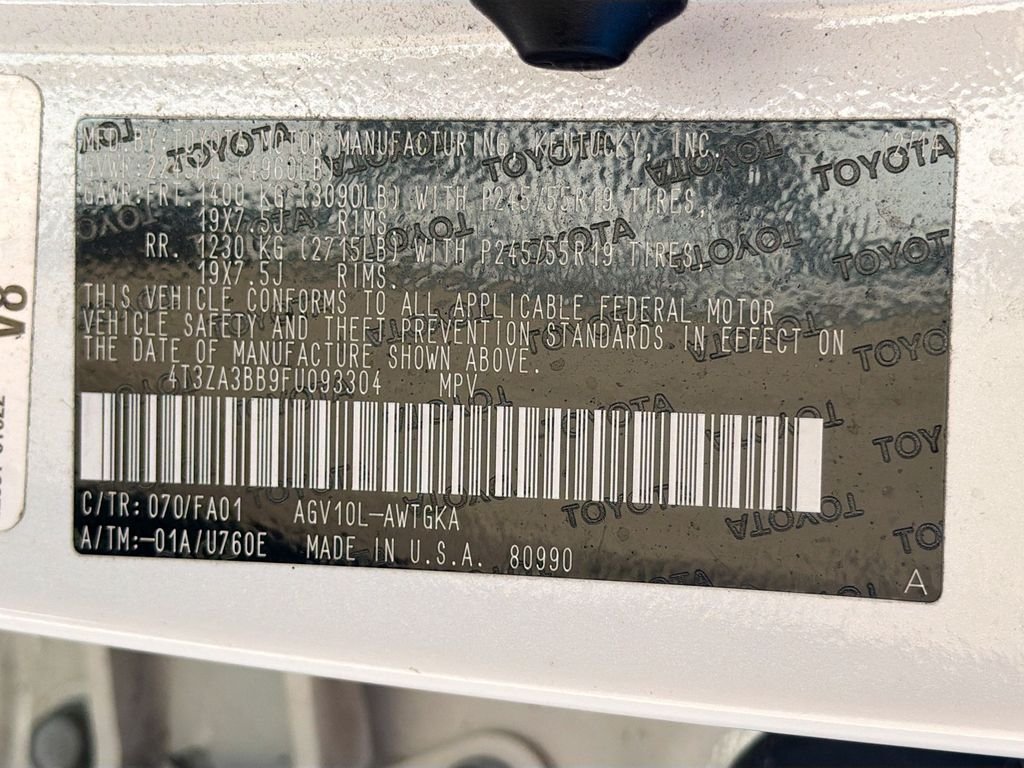 MFD. BY: TOYOTA MOTOR MANUFACTURING, KENTUCKY, INC.
(4960LB)
GAWR: FRT. 1400 KG (3090LB) WITH P245/55R19 TIRES,
19X7.5J RIMS.
RR. 1230 KG (2715LB) WITH P245/55R19 TIRES,
19X7.5J RIMS.
THIS VEHICLE CONFORMS TO ALL APPLICABLE FEDERAL MOTOR
VEHICLE SAFETY AND THEFT PREVENTION STANDARDS IN EFFECT ON
THE DATE OF MANUFACTURE SHOWN ABOVE.
4T3ZA3BB9FU093304 MPV
C/TR: 070/FA01 AGV10L-AWTGKA
A/TM:-01A/U760E MADE IN U.S.A. 80990
A
TOYOTA
V8